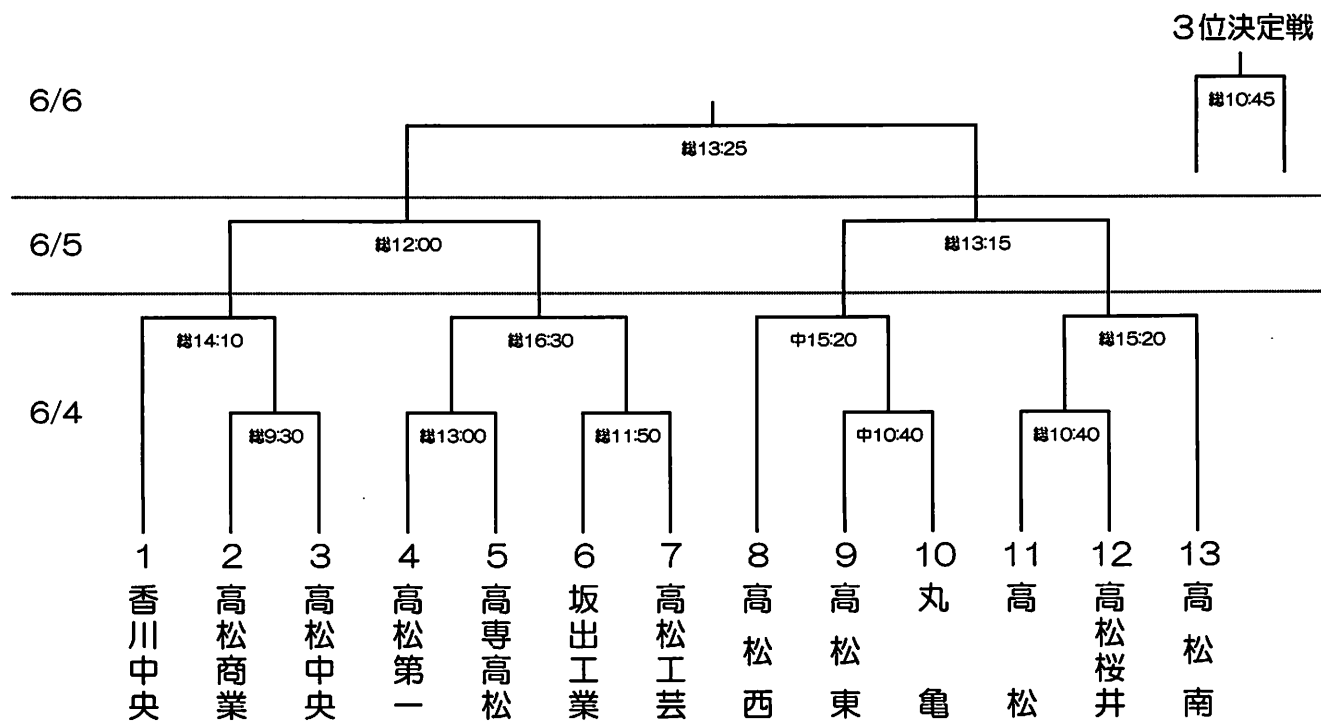 3位決定戦
6/6
総10:45
総13:25
6/5
総12:00
総13:15
総14:10
総16:30
中15:20
総15:20
6/4
総9:30
総13:00
総11:50
中10:40
総10:40
1 香川中央
2 高松商業
3 高松中央
4 高松第一
5 高専高松
6 坂出工業
7 高松工芸
8 高松西
9 高松東
10 丸亀
11 高松
12 高松桜井
13 高松南